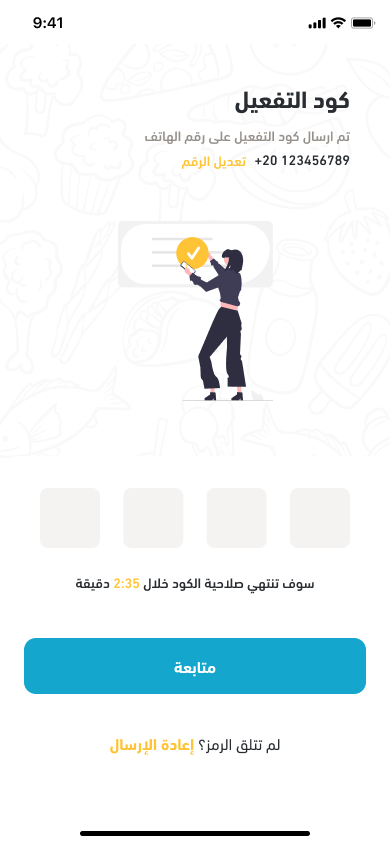 9:41
كود التفعيل
تم ارسال كود التفعيل على رقم الهاتف
+20 123456789 تعديل الرقم
سوف تنتهي صلاحية الكود خلال 2:35 دقيقة
متابعة
لم تتلق الرمز؟ إعادة الإرسال